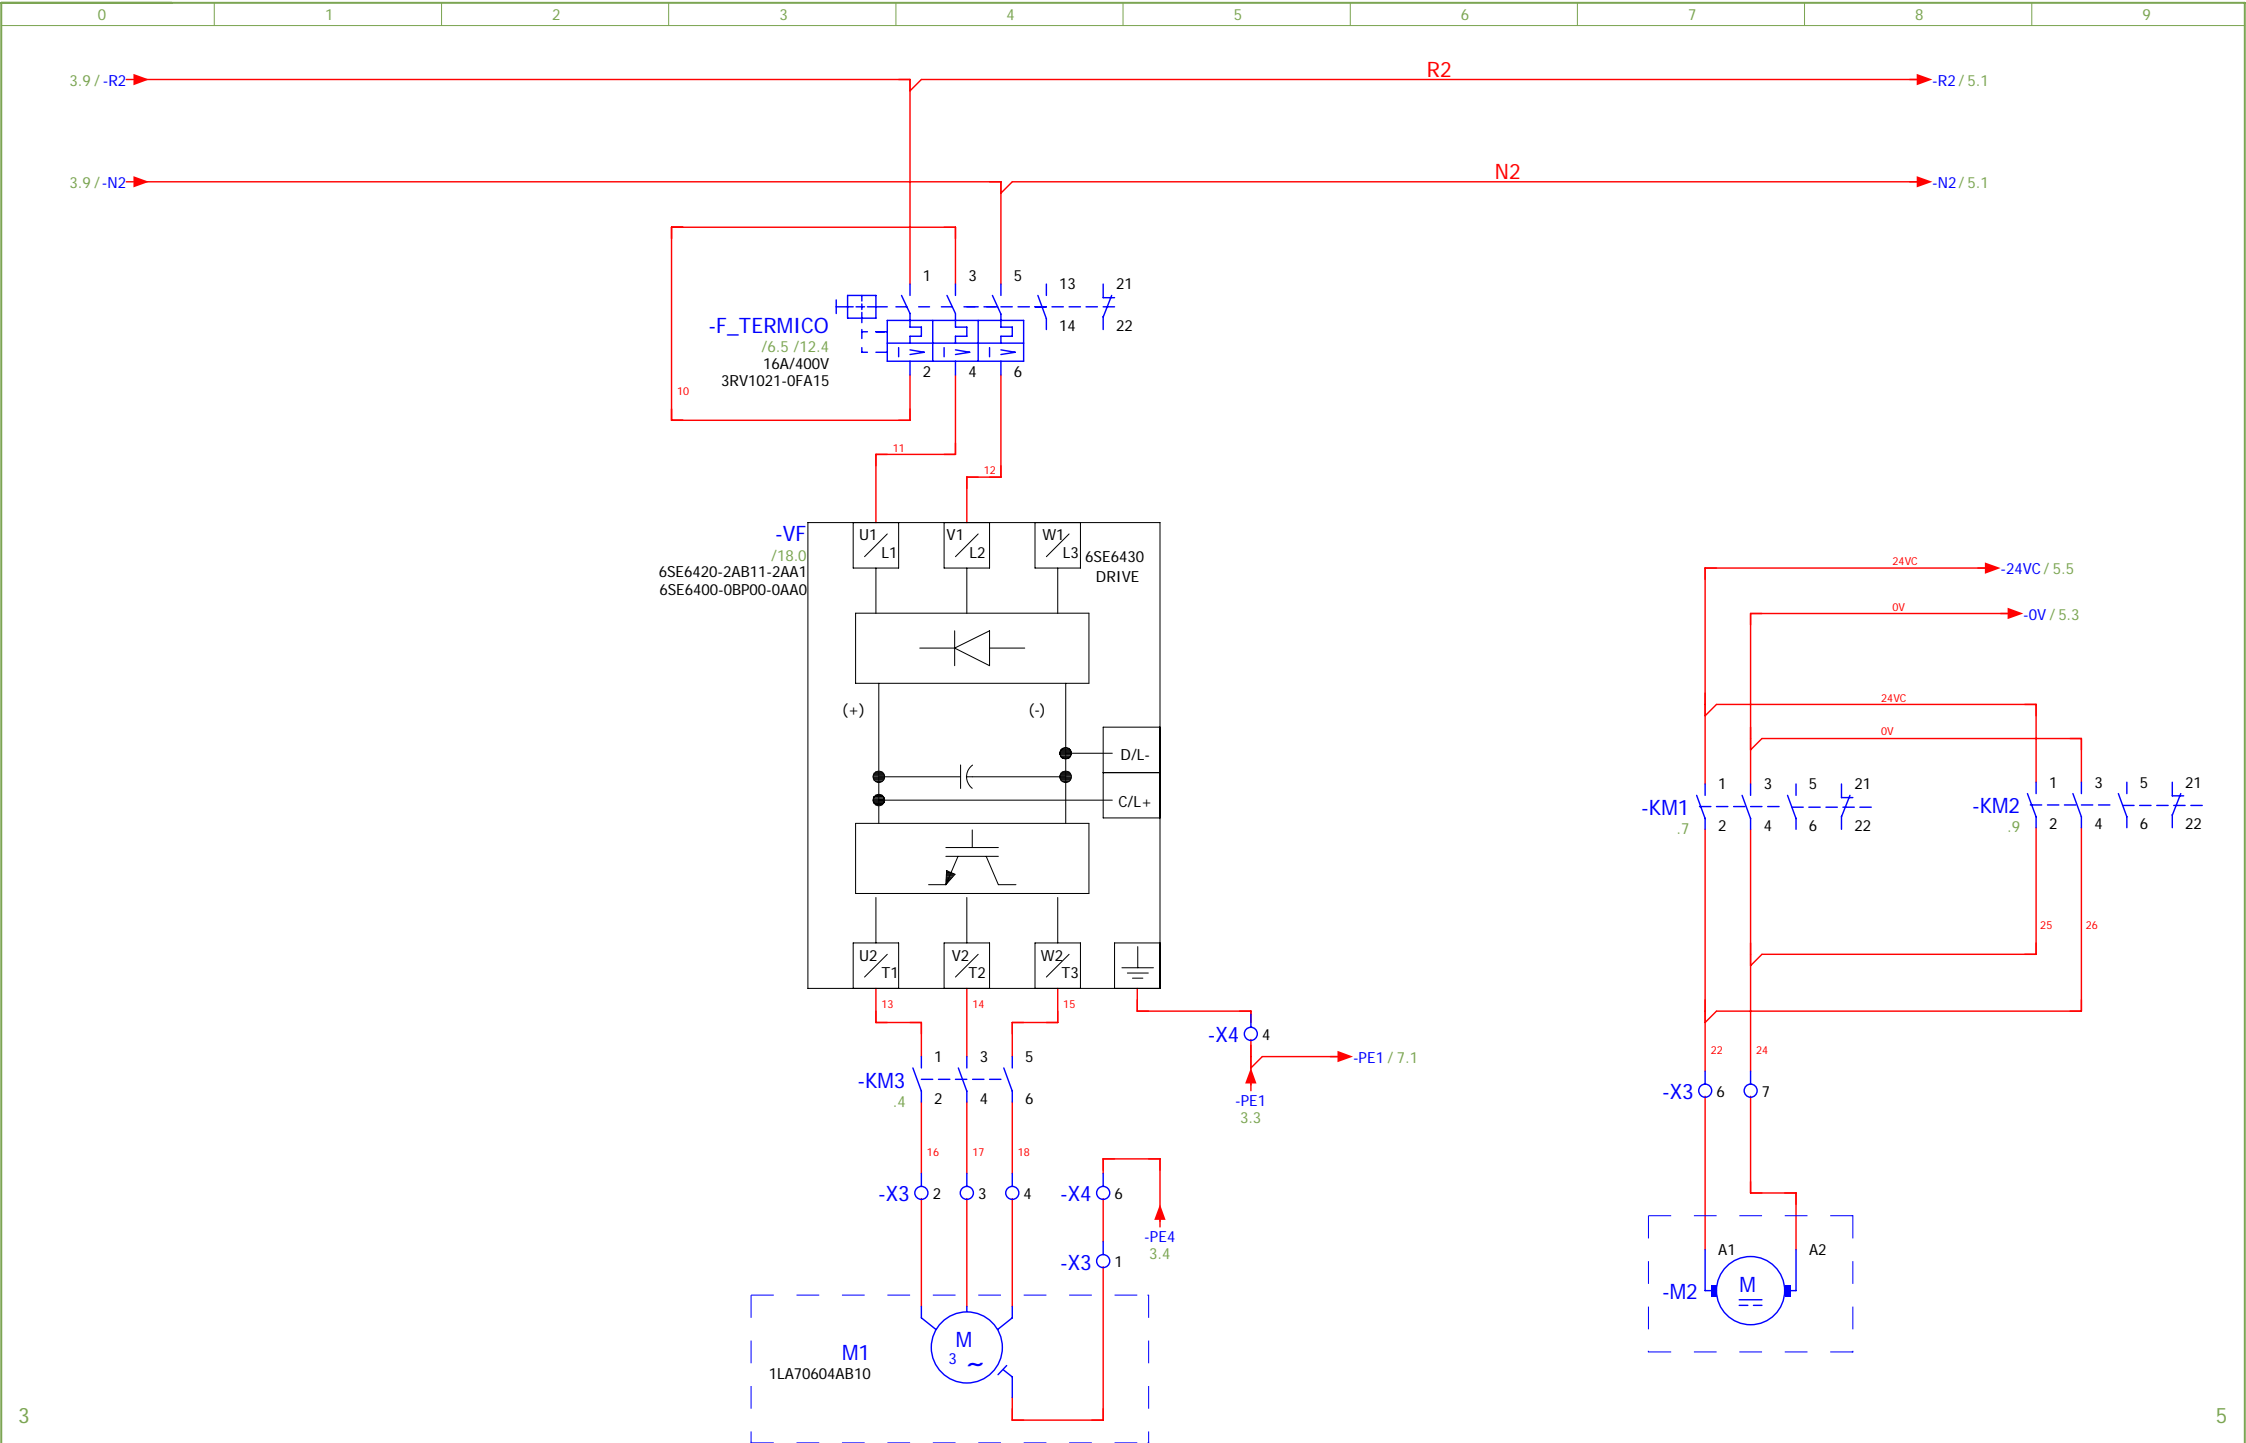 0 1 2 3 4 5 6 7 8 9
3.9 / -R2
R2
-R2 / 5.1
3.9 / -N2
N2
-N2 / 5.1
1 3 5 13 21
-F_TERMICO
/6.5 /12.4
16A/400V
3RV1021-0FA15
14 22
2 4 6
10
11
12
-VF
/18.0
6SE6420-2AB11-2AA1
6SE6400-0BP00-0AA0
U1/L1 V1/L2 W1/L3
6SE6430
DRIVE
(+) (-)
D/L-
C/L+
U2/T1 V2/T2 W2/T3
13 14 15
1 3 5
-KM3
.4
2 4 6
16 17 18
-X3 2 3 4
-X4 6
-X3 1
-PE4
3.4
-X4 4
-PE1 / 7.1
-PE1
3.3
M1
1LA70604AB10
M
3 ~
24VC
-24VC / 5.5
0V
-0V / 5.3
24VC
0V
1 3 5 21
-KM1
.7
2 4 6 22
1 3 5 21
-KM2
.9
2 4 6 22
25 26
22 24
-X3 6 7
A1 A2
-M2
M
3
5